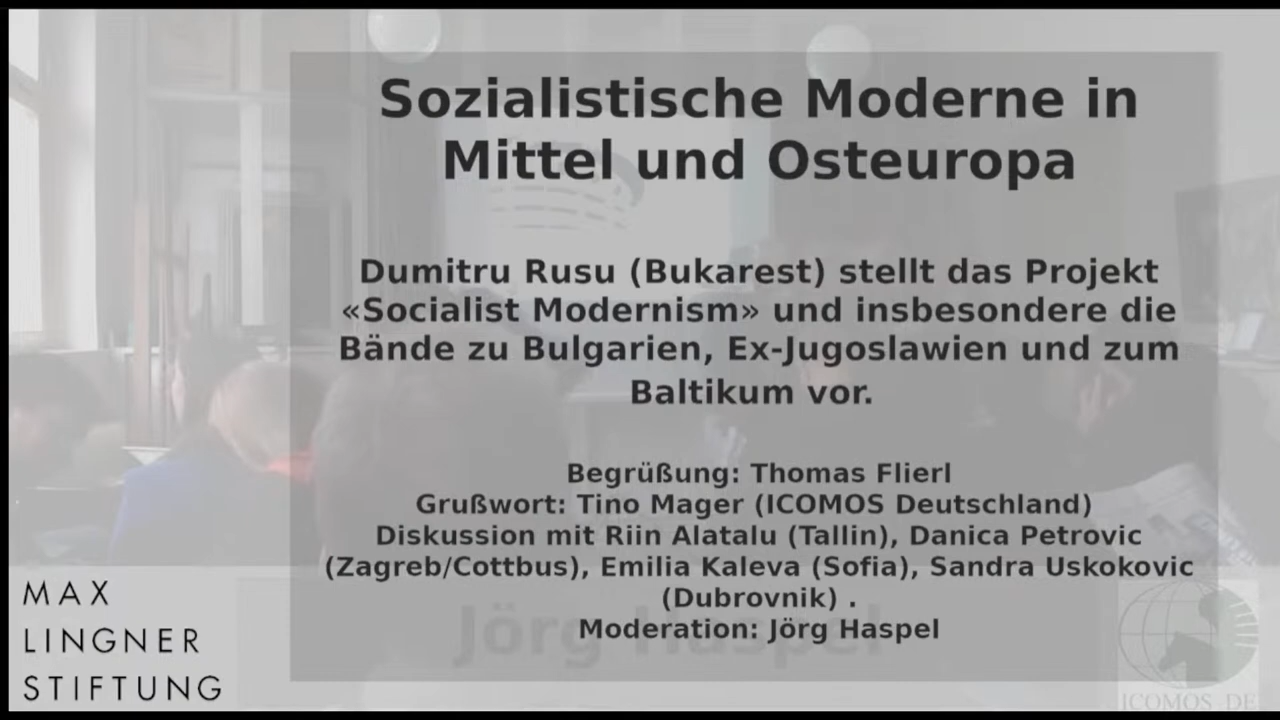 Sozialistische Moderne in
Mittel und Osteuropa
Dumitru Rusu (Bukarest) stellt das Projekt
«Socialist Modernism» und insbesondere die
Bände zu Bulgarien, Ex-Jugoslawien und zum
Baltikum vor.
Begrüßung: Thomas Flierl
Grußwort: Tino Mager (ICOMOS Deutschland)
Diskussion mit Riin Alatalu (Tallin), Danica Petrovic
(Zagreb/Cottbus), Emilia Kaleva (Sofia), Sandra Uskokovic
(Dubrovnik) .
Jörg Haspel
Moderation: Jörg Haspel
MAX
LINGNER
STIFTUNG
ICOMOS-DE